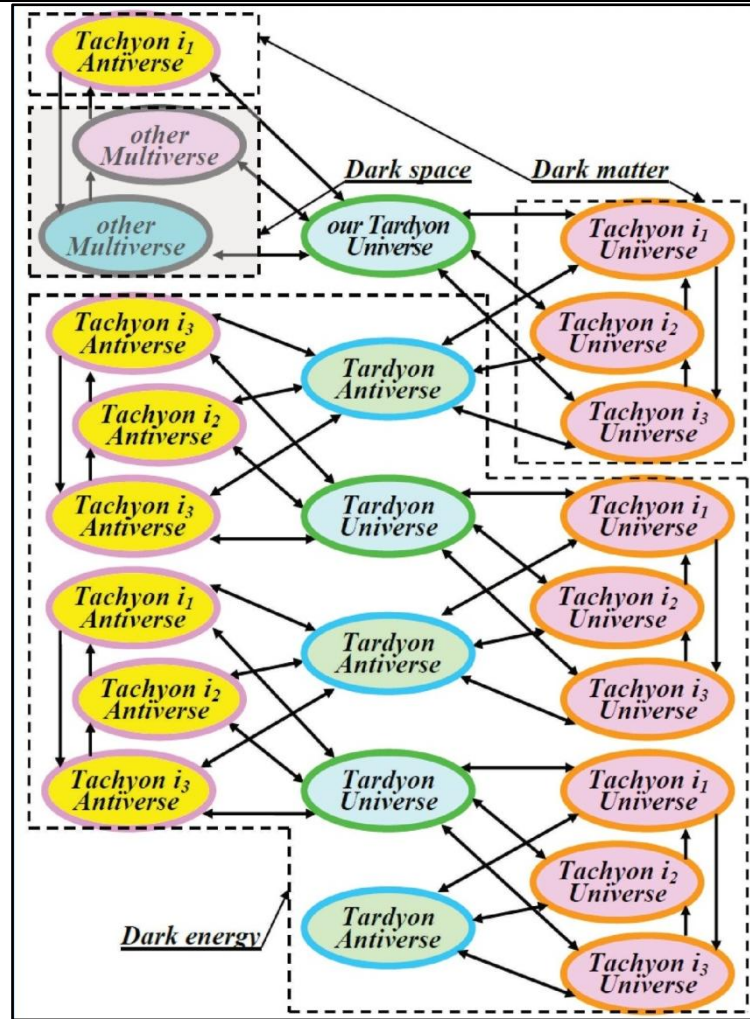 Tachyon i₁
Antiverse
other
Multiverse
Dark space
Dark matter
other
Multiverse
our Tardyon
Universe
Tachyon i₁
Universe
Tachyon i₂
Universe
Tachyon i₃
Universe
Tachyon i₃
Antiverse
Tardyon
Antiverse
Tachyon i₂
Antiverse
Tachyon i₃
Antiverse
Tardyon
Universe
Tachyon i₁
Universe
Tachyon i₂
Universe
Tachyon i₃
Universe
Tachyon i₁
Antiverse
Tardyon
Antiverse
Tachyon i₂
Antiverse
Tachyon i₃
Antiverse
Tardyon
Universe
Tachyon i₁
Universe
Tachyon i₂
Universe
Tachyon i₃
Universe
Tardyon
Antiverse
Dark energy